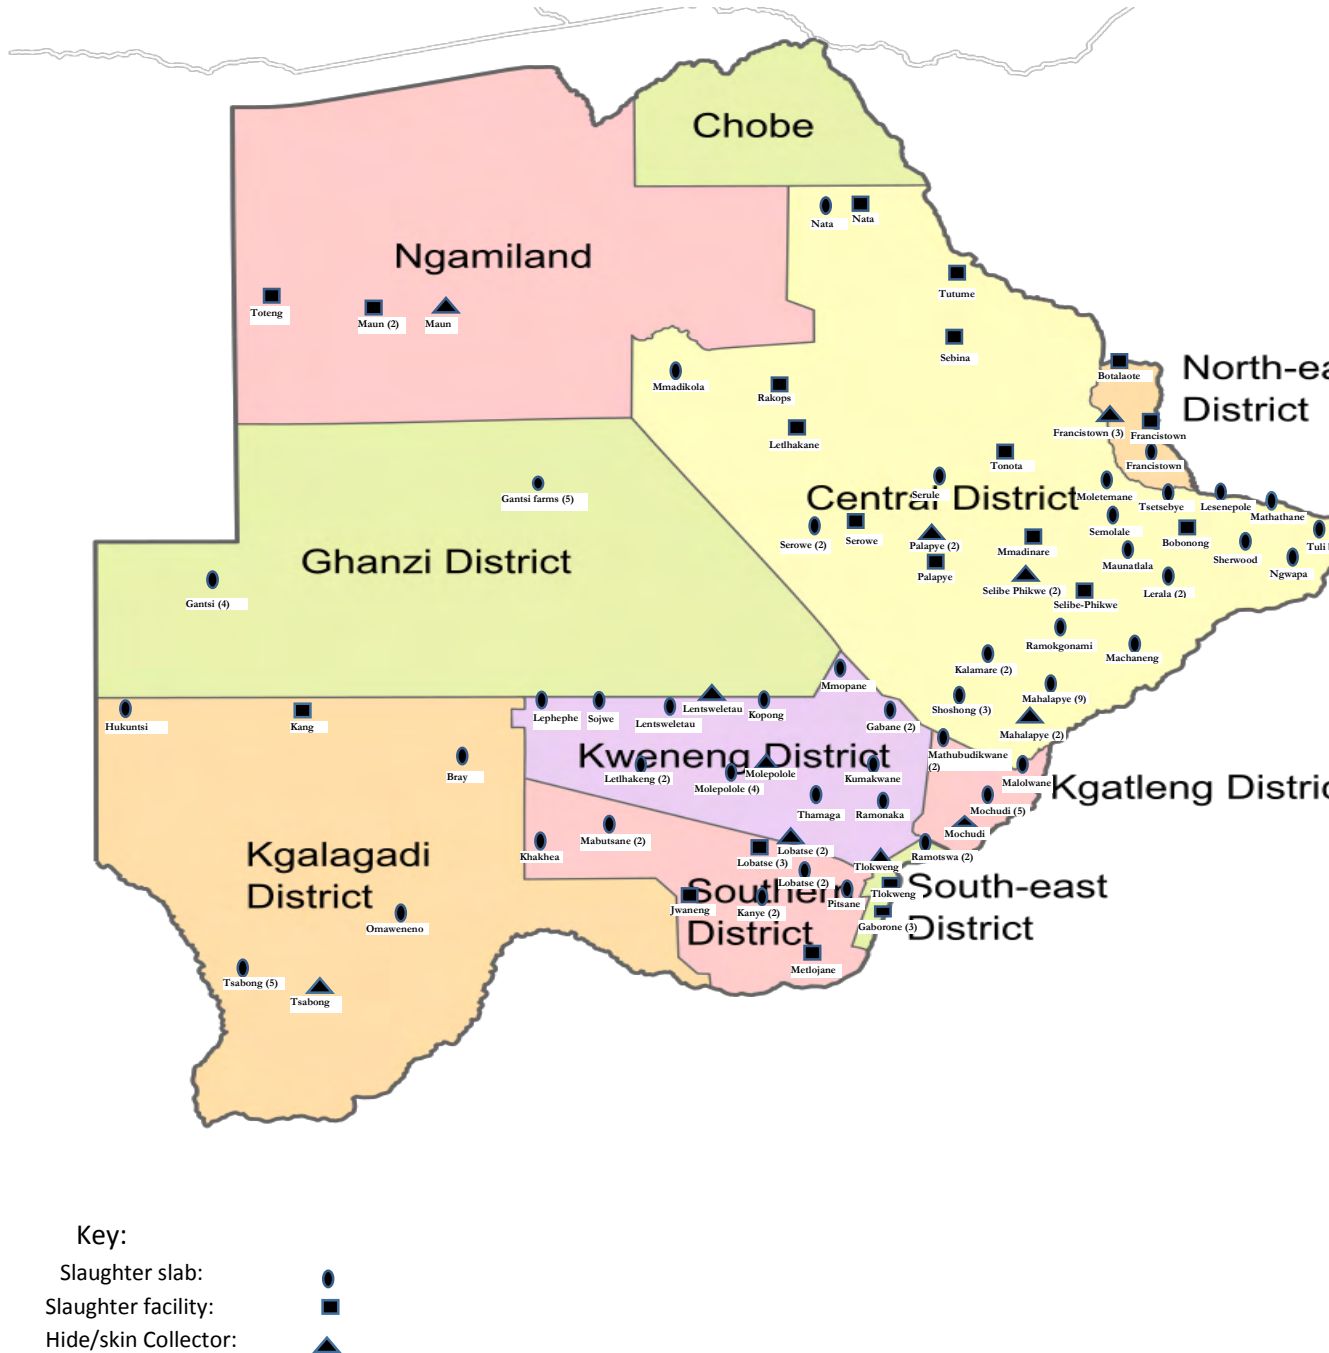 Chobe
Nata
Nata
Ngamiland
Tutume
Toteng
Maun (2)
Maun
Sebina
North-ea
District
Botalaote
Mmadikola
Rakops
Francistown (3)
Francistown
Letlhakane
Tonota
Francistown
Gantsi farms (5)
Serule
Central District
Moletemane
Tsetsebye
Lesenepole
Mathathane
Semolale
Bobonong
Tuli
Serowe (2)
Serowe
Palapye (2)
Mmadinare
Maunatlala
Sherwood
Ngwapa
Ghanzi District
Palapye
Selibe Phikwe (2)
Lerala (2)
Gantsi (4)
Selibe-Phikwe
Ramokgonami
Machaneng
Kalamare (2)
Mmopane
Mahalapye (9)
Shoshong (3)
Hukuntsi
Kang
Lephephe
Sojwe
Lentsweletau
Lentsweletau
Kopong
Gabane (2)
Mahalapye (2)
Kweneng District
Mathubudikwane
(2)
Bray
Letlhakeng (2)
Molepolole (4)
Molepolole
Kumakwane
Malolwane
Kgatleng Distric
Thamaga
Ramonaka
Mochudi (5)
Mochudi
Khakhea
Mabutsane (2)
Lobatse (3)
Lobatse (2)
Tlokweng
Ramotswa (2)
Kgalagadi
District
Lobatse (2)
Southern
District
Jwaneng
Kanye (2)
Pitsane
Tlokweng
South-east
District
Gaborone (3)
Omaweneno
Metlojane
Tsabong (5)
Tsabong
Key:
Slaughter slab:
Slaughter facility:
Hide/skin Collector: